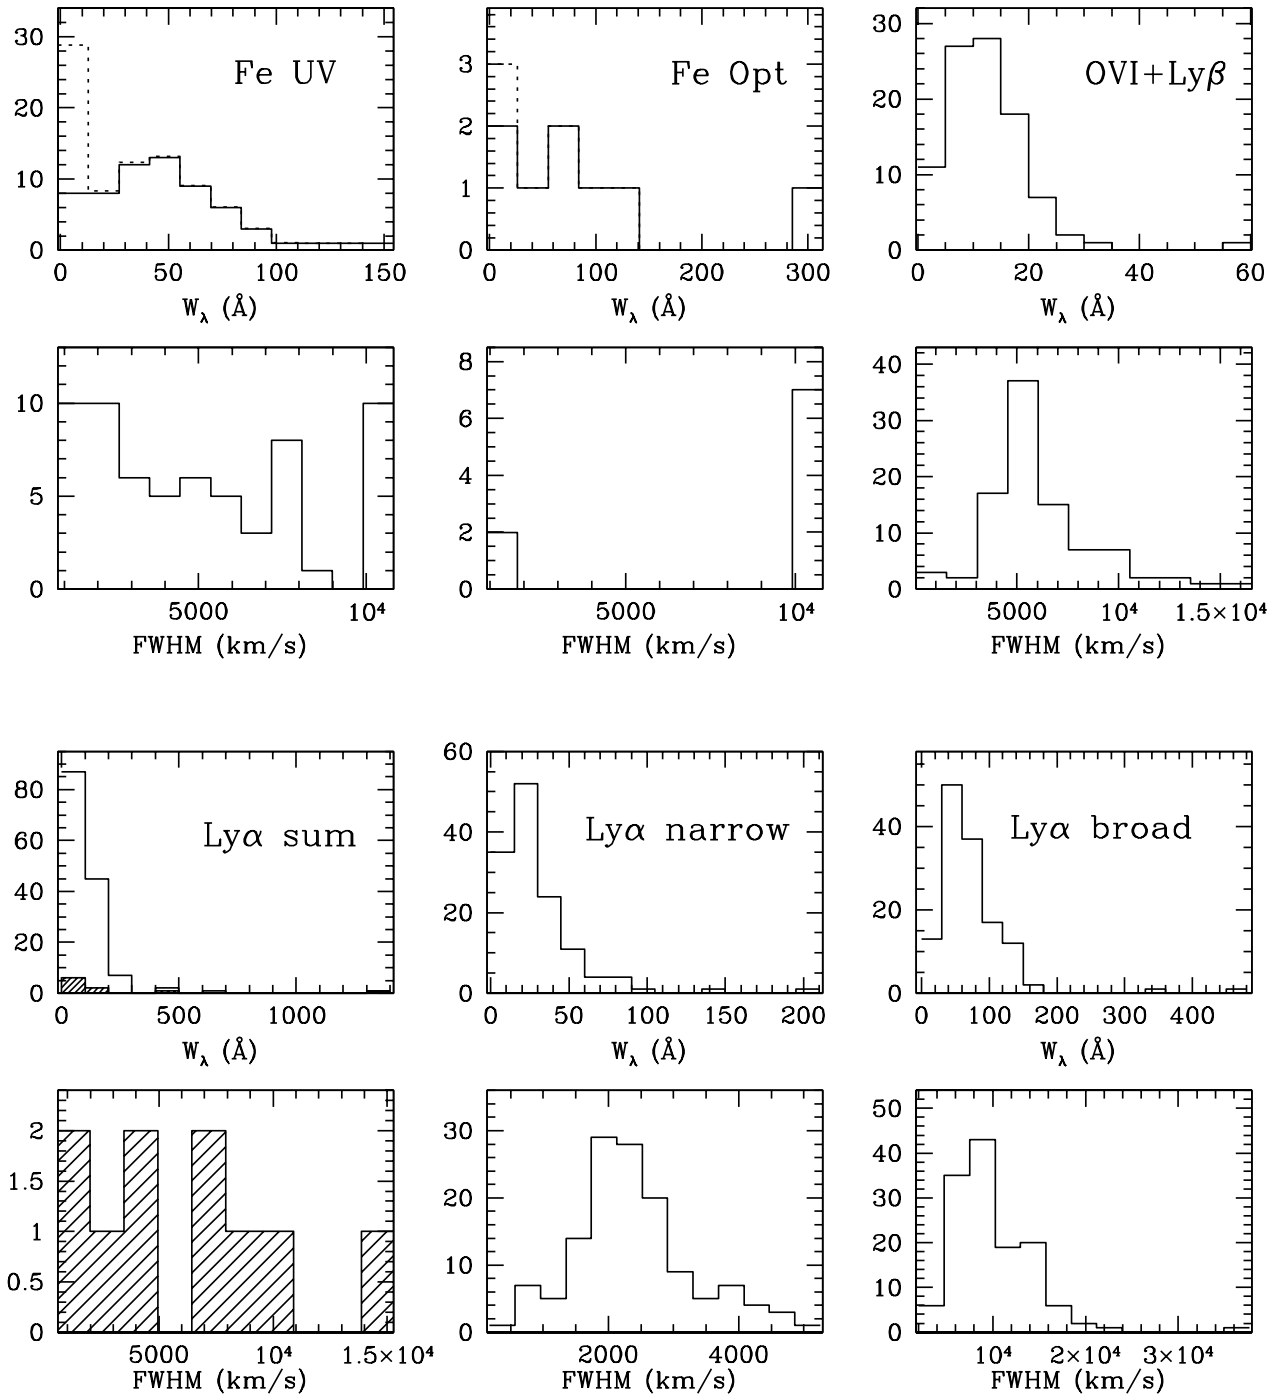 30
20
10
0
Fe UV
0 50 100 150
W_λ (Å)
3
2
1
0
Fe Opt
0 100 200 300
W_λ (Å)
30
20
10
0
OVI+Lyβ
0 20 40 60
W_λ (Å)
10
5
0
5000 10⁴
FWHM (km/s)
8
6
4
2
0
5000 10⁴
FWHM (km/s)
40
30
20
10
0
5000 10⁴ 1.5×10⁴
FWHM (km/s)
80
60
40
20
0
Lyα sum
0 500 1000
W_λ (Å)
60
40
20
0
Lyα narrow
0 50 100 150 200
W_λ (Å)
40
20
0
Lyα broad
0 100 200 300 400
W_λ (Å)
2
1.5
1
0.5
0
5000 10⁴ 1.5×10⁴
FWHM (km/s)
30
20
10
0
2000 4000
FWHM (km/s)
50
40
30
20
10
0
10⁴ 2×10⁴ 3×10⁴
FWHM (km/s)